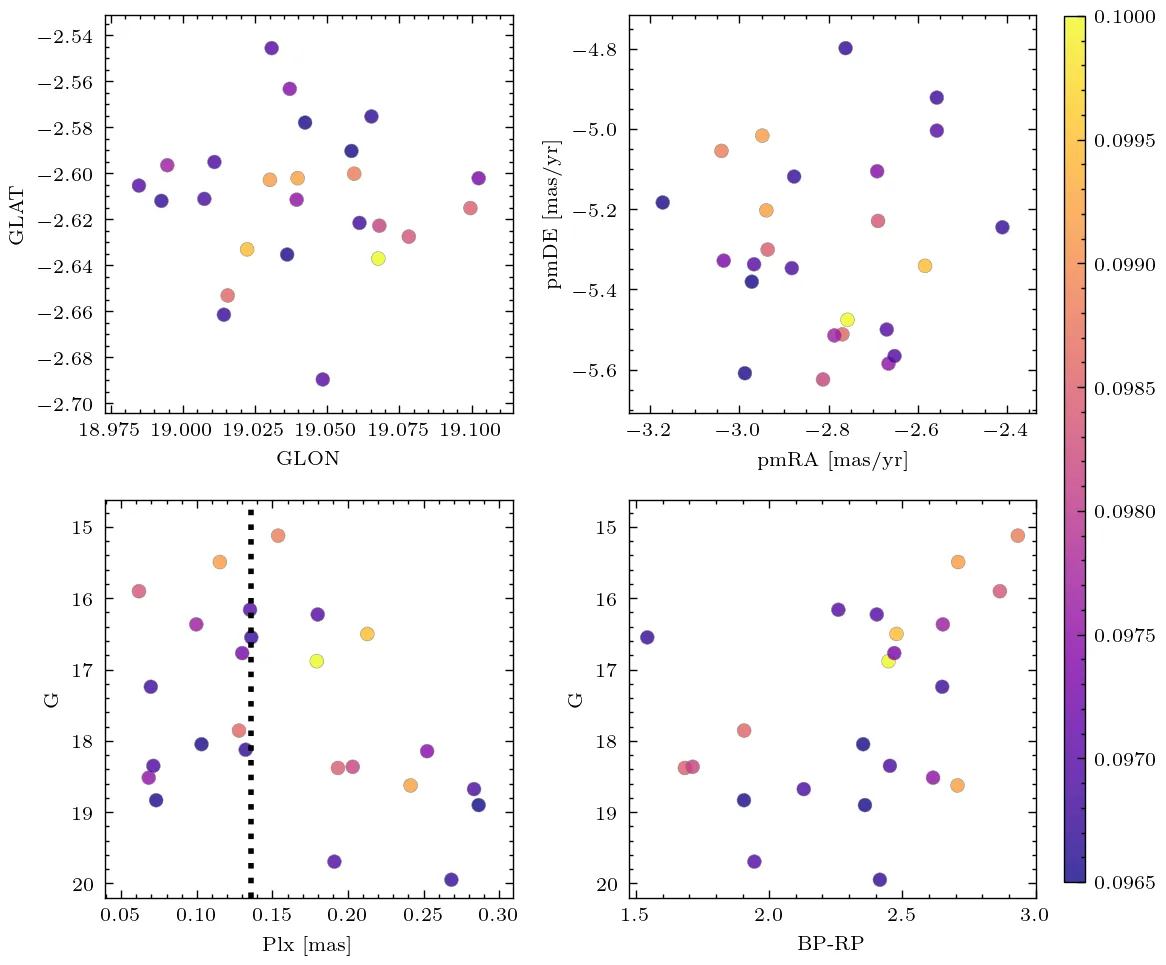 GLAT
−2.54
−2.56
−2.58
−2.60
−2.62
−2.64
−2.66
−2.68
−2.70
18.975 19.000 19.025 19.050 19.075 19.100
GLON
pmDE [mas/yr]
−4.8
−5.0
−5.2
−5.4
−5.6
−3.2 −3.0 −2.8 −2.6 −2.4
pmRA [mas/yr]
G
15
16
17
18
19
20
0.05 0.10 0.15 0.20 0.25 0.30
Plx [mas]
G
15
16
17
18
19
20
1.5 2.0 2.5 3.0
BP-RP
0.1000
0.0995
0.0990
0.0985
0.0980
0.0975
0.0970
0.0965